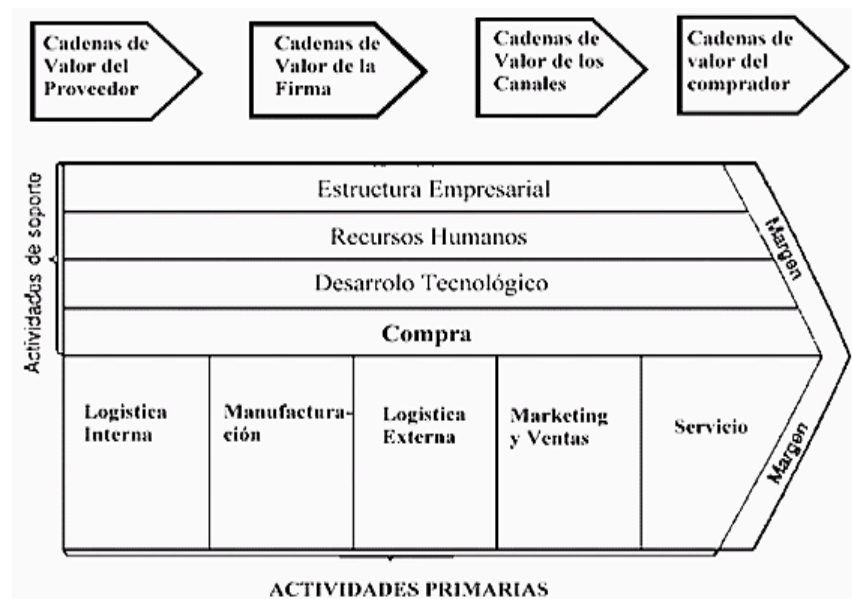 Cadenas de
Valor del
Proveedor
Cadenas de
Valor de la
Firma
Cadenas de
Valor de los
Canales
Cadenas de
valor del
comprador
Actividades de soporte
Estructura Empresarial
Recursos Humanos
Desarrolo Tecnológico
Compra
Margen
Logistica
Interna
Manufactura-
ción
Logistica
Externa
Marketing
y Ventas
Servicio
Margen
ACTIVIDADES PRIMARIAS